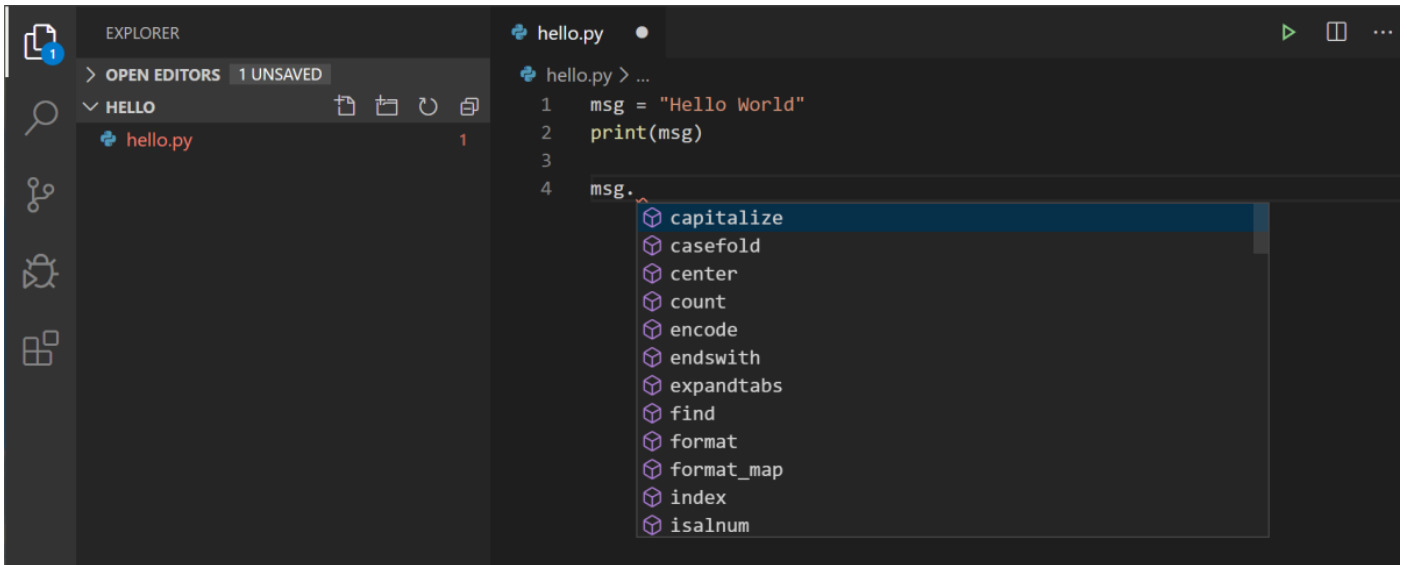 EXPLORER
OPEN EDITORS 1 UNSAVED
HELLO
hello.py 1
1
hello.py
hello.py > ...
1 msg = "Hello World"
2 print(msg)
3
4 msg.
capitalize
casefold
center
count
encode
endswith
expandtabs
find
format
format_map
index
isalnum